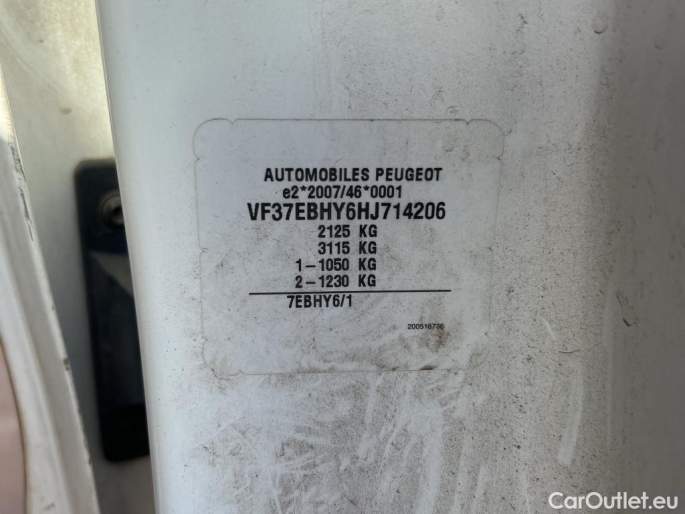 AUTOMOBILES PEUGEOT
e2*2007/46*0001
VF37EBHY6HJ714206
2125 KG
3115 KG
1-1050 KG
2-1230 KG
7EBHY6/1
CarOutlet.eu